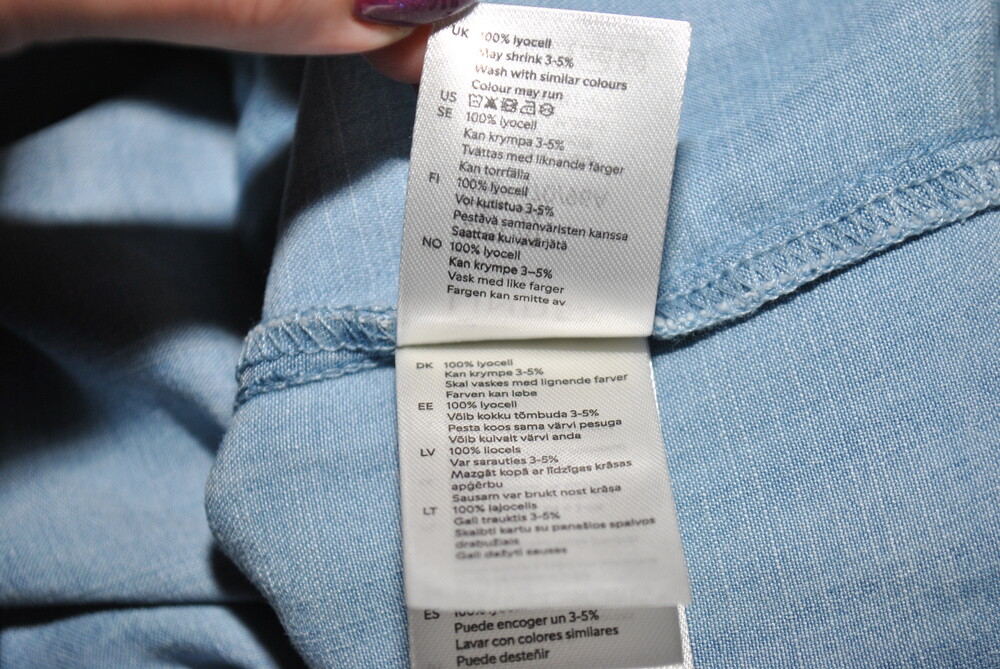 UK 100% lyocell
May shrink 3-5%
Wash with similar colours
Colour may run
US
SE 100% lyocell
Kan krympa 3-5%
Tvättas med liknande färger
Kan torrfälla
FI 100% lyocell
Voi kutistua 3-5%
Pestävä samanväristen kanssa
Saattaa kuivavärjätä
NO 100% lyocell
Kan krympe 3–5%
Vask med like farger
Fargen kan smitte av
DK 100% lyocell
Kan krympe 3-5%
Skal vaskes med lignende farver
Farven kan løbe
EE 100% lyocell
Võib kokku tõmbuda 3-5%
Pesta koos sama värvi pesuga
Võib kuivalt värvi anda
LV 100% liocels
Var sarauties 3-5%
Mazgāt kopā ar līdzīgas krāsas
apģērbu
Sausam var brukt nost krāsa
LT 100% lajocelis
Gali trauktis 3-5%
Skalbti kartu su panašios spalvos
drabužiais
Gali dažyti sausas
ES 100% lyocell
Puede encoger un 3-5%
Lavar con colores similares
Puede desteñir